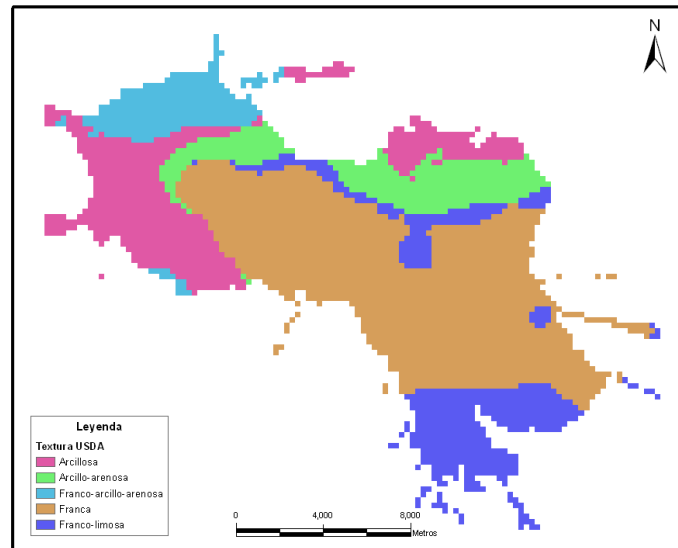 N
Leyenda
Textura USDA
Arcillosa
Arcillo-arenosa
Franco-arcillo-arenosa
Franca
Franco-limosa
0 4,000 8,000
Metros